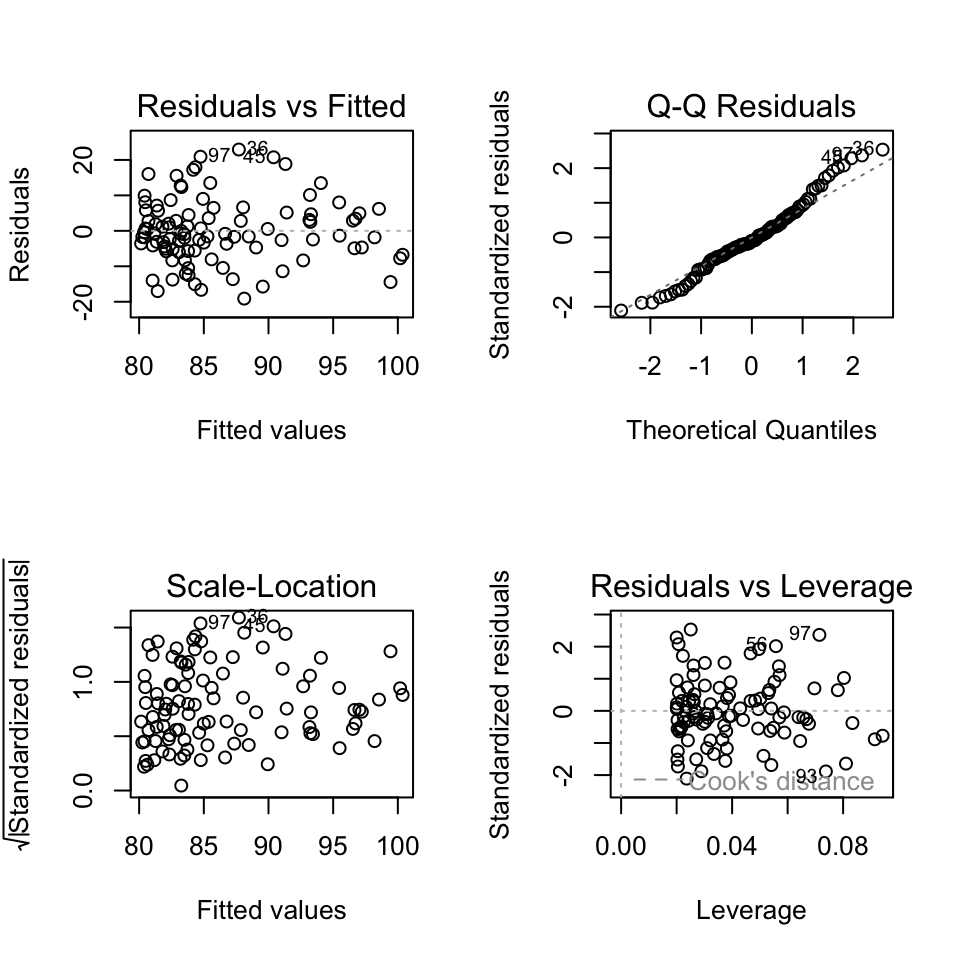 Residuals vs Fitted
Residuals
20
0
-20
97
36
45
80 85 90 95 100
Fitted values
Q-Q Residuals
Standardized residuals
2
0
-2
45
97
36
-2 -1 0 1 2
Theoretical Quantiles
Scale-Location
√|Standardized residuals|
1.0
0.0
97
36
45
80 85 90 95 100
Fitted values
Residuals vs Leverage
Standardized residuals
2
0
-2
56
97
93
Cook's distance
0.00 0.04 0.08
Leverage